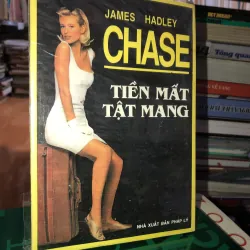 JAMES HADLEY
CHASE
TIỀN MẤT
TẬT MANG
NHÀ XUẤT BẢN PHÁP LÝ